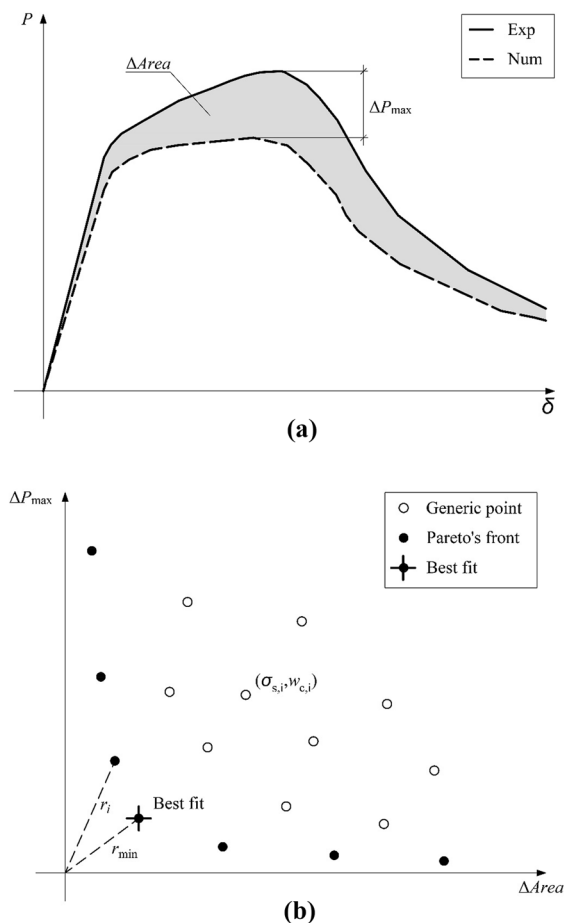 P
Exp
Num
ΔArea
ΔPmax
δ
(a)
ΔPmax
Generic point
Pareto's front
Best fit
(σs,i,wc,i)
Best fit
ri
rmin
ΔArea
(b)